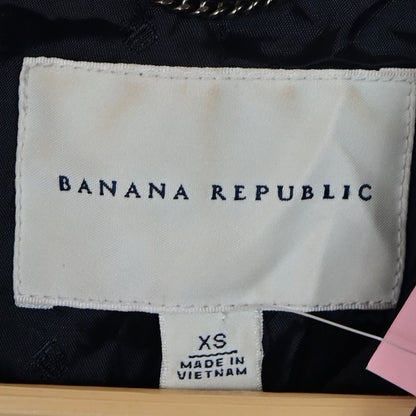 BANANA REPUBLIC
XS
MADE IN
VIETNAM